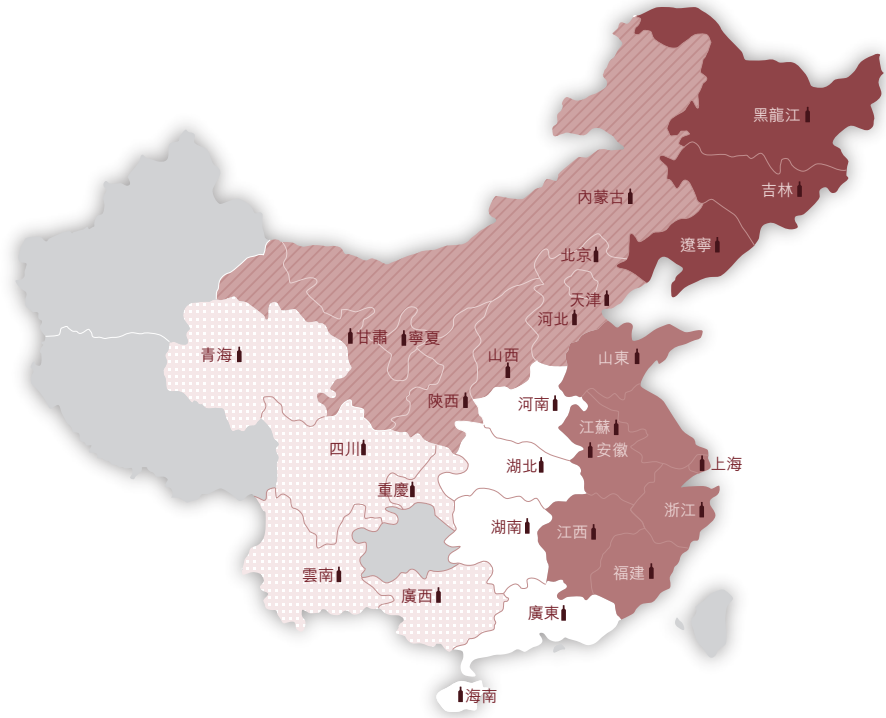 黑龍江
吉林
內蒙古
遼寧
北京
天津
河北
甘肅
寧夏
青海
山西
山東
陝西
河南
江蘇
四川
安徽
湖北
上海
重慶
浙江
湖南
江西
雲南
福建
廣西
廣東
海南